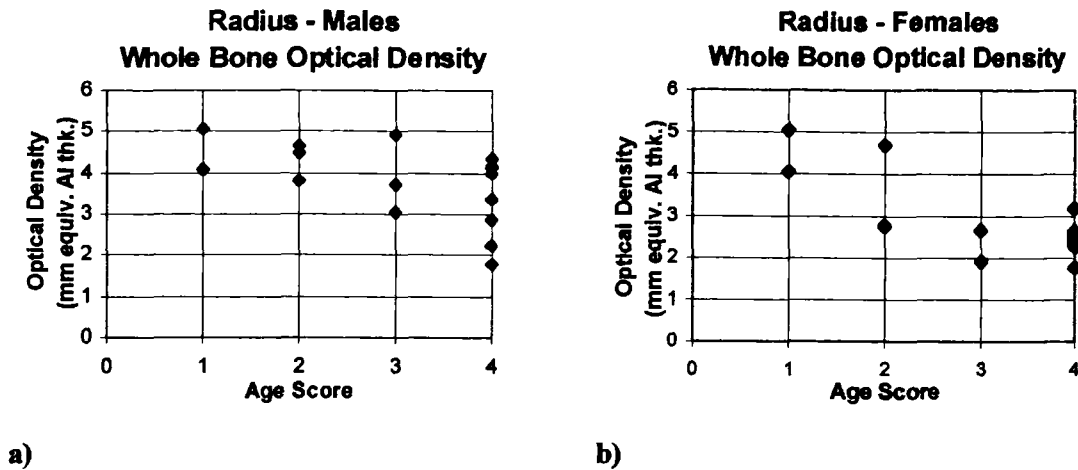 Radius - Males
Whole Bone Optical Density
Optical Density
(mm equiv. Al thk.)
6
5
4
3
2
1
0
0 1 2 3 4
Age Score
a)
Radius - Females
Whole Bone Optical Density
Optical Density
(mm equiv. Al thk.)
6
5
4
3
2
1
0
0 1 2 3 4
Age Score
b)